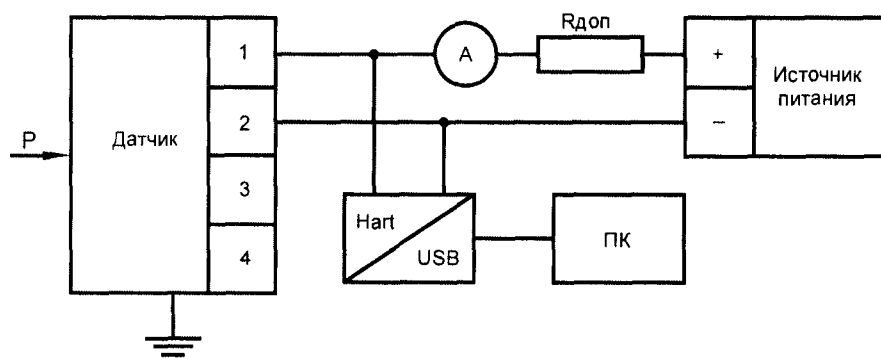 Rдоп
1
А
+
Источник
питания
2
–
P
Датчик
3
Hart
USB
ПК
4